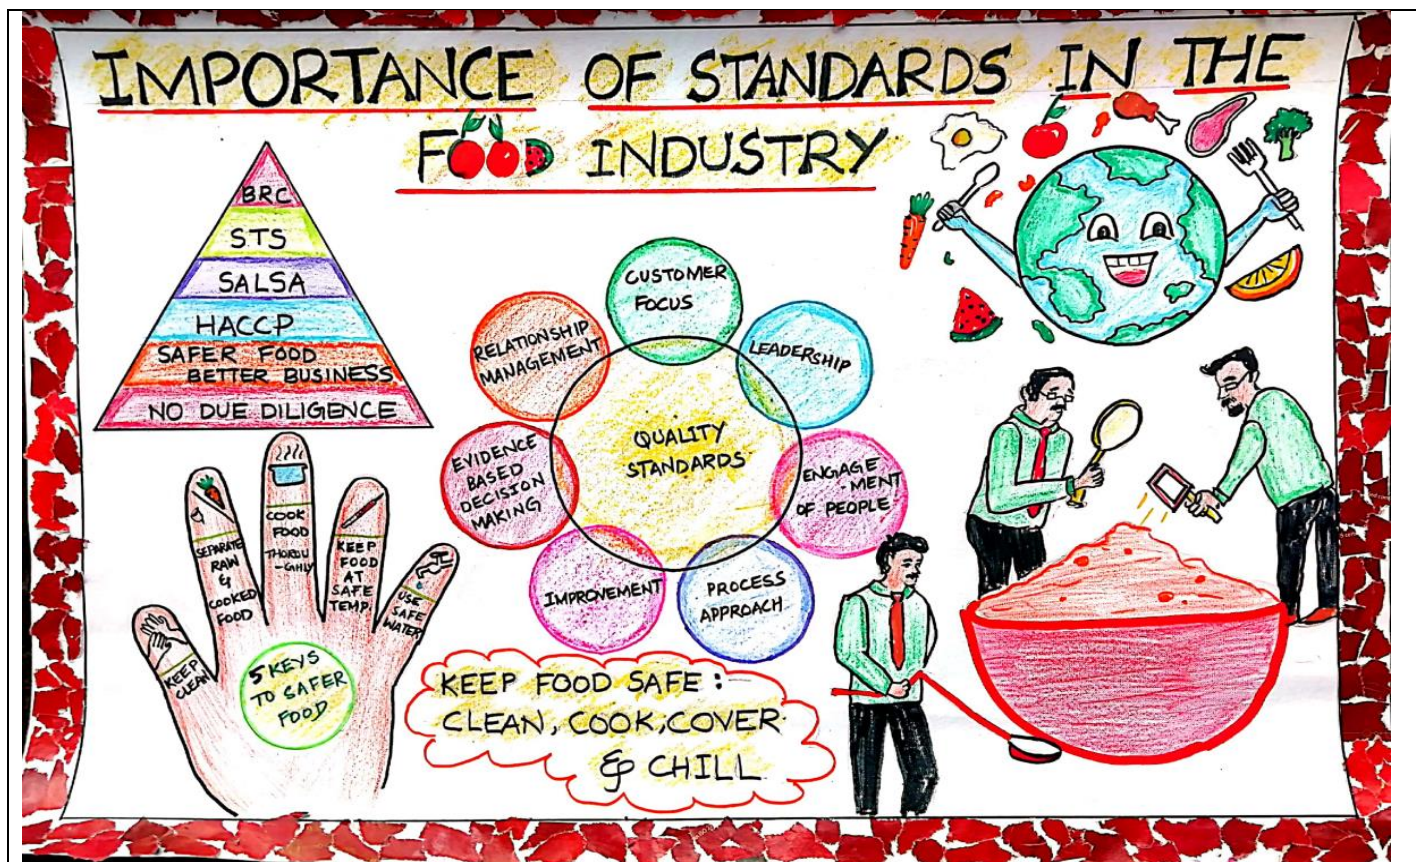 IMPORTANCE OF STANDARDS IN THE
FOOD INDUSTRY
BRC
STS
SALSA
HACCP
SAFER FOOD
BETTER BUSINESS
NO DUE DILIGENCE
CUSTOMER
FOCUS
LEADERSHIP
ENGAGE
-MENT
OF PEOPLE
PROCESS
APPROACH
IMPROVEMENT
EVIDENCE
BASED
DECISION
MAKING
RELATIONSHIP
MANAGEMENT
QUALITY
STANDARDS
KEEP
CLEAN
SEPARATE
RAW
&
COOKED
FOOD
COOK
FOOD
THOROU
-GHLY
KEEP
FOOD
AT
SAFE
TEMP.
USE
SAFE
WATER
5 KEYS
TO SAFER
FOOD
KEEP FOOD SAFE :
CLEAN, COOK, COVER
& CHILL